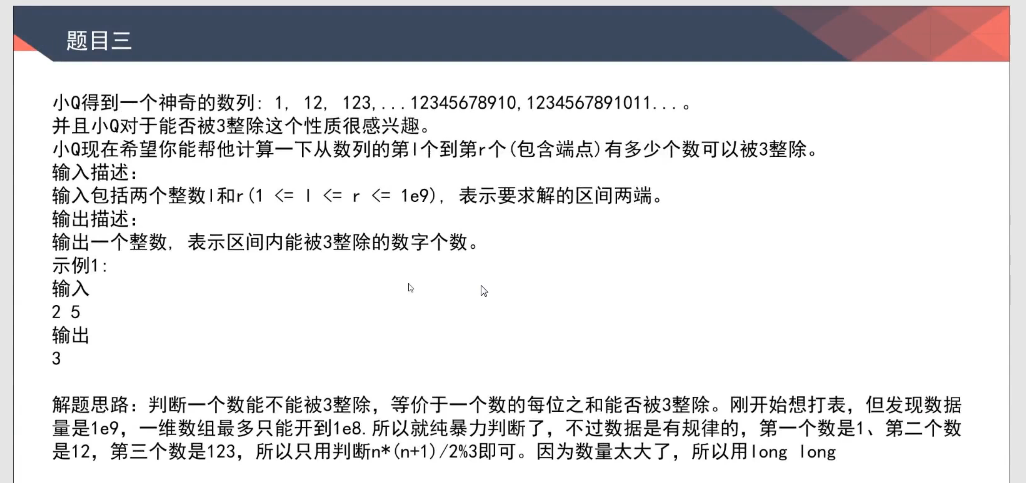 题目三
小Q得到一个神奇的数列: 1, 12, 123,...12345678910,1234567891011...。
并且小Q对于能否被3整除这个性质很感兴趣。
小Q现在希望你能帮他计算一下从数列的第l个到第r个(包含端点)有多少个数可以被3整除。
输入描述:
输入包括两个整数l和r(1 <= l <= r <= 1e9), 表示要求解的区间两端。
输出描述:
输出一个整数, 表示区间内能被3整除的数字个数。
示例1:
输入
2 5
输出
3
解题思路: 判断一个数能不能被3整除, 等价于一个数的每位之和能否被3整除。刚开始想打表, 但发现数据
量是1e9, 一维数组最多只能开到1e8.所以就纯暴力判断了, 不过数据是有规律的, 第一个数是1、第二个数
是12, 第三个数是123, 所以只用判断n*(n+1)/2%3即可。因为数量太大了, 所以用long long